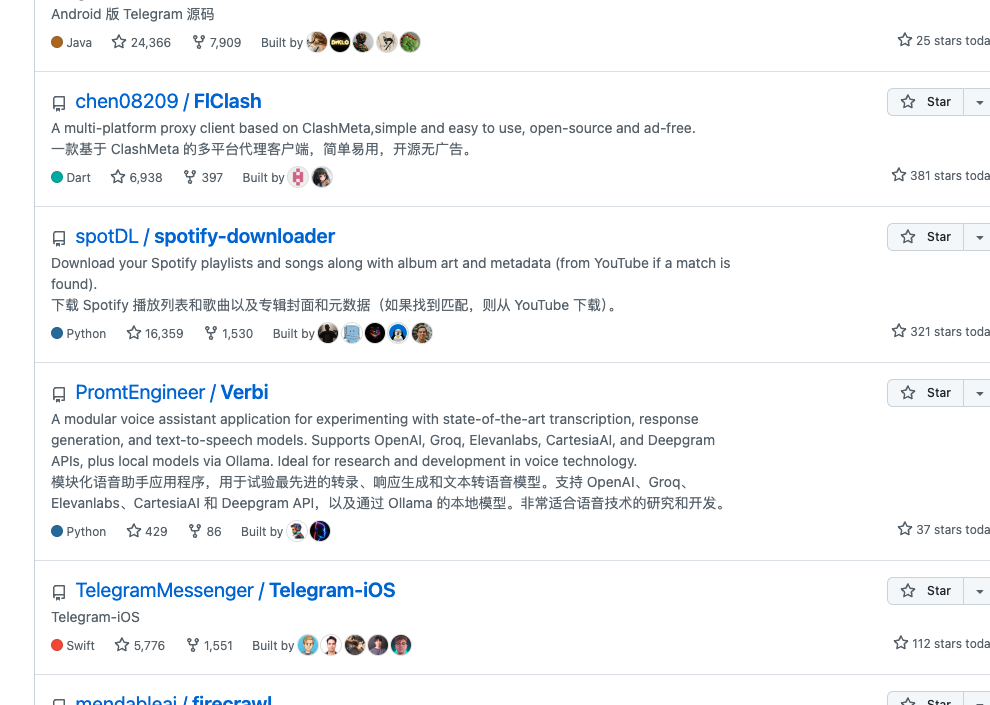 Android 版 Telegram 源码
Java 24,366 7,909 Built by 25 stars toda
chen08209 / FlClash Star
A multi-platform proxy client based on ClashMeta,simple and easy to use, open-source and ad-free.
一款基于 ClashMeta 的多平台代理客户端，简单易用，开源无广告。
Dart 6,938 397 Built by 381 stars toda
spotDL / spotify-downloader Star
Download your Spotify playlists and songs along with album art and metadata (from YouTube if a match is
found).
下载 Spotify 播放列表和歌曲以及专辑封面和元数据（如果找到匹配，则从 YouTube 下载）。
Python 16,359 1,530 Built by 321 stars toda
PromtEngineer / Verbi Star
A modular voice assistant application for experimenting with state-of-the-art transcription, response
generation, and text-to-speech models. Supports OpenAI, Groq, Elevanlabs, CartesiaAI, and Deepgram
APIs, plus local models via Ollama. Ideal for research and development in voice technology.
模块化语音助手应用程序，用于试验最先进的转录、响应生成和文本转语音模型。支持 OpenAI、Groq、
Elevanlabs、CartesiaAI 和 Deepgram API，以及通过 Ollama 的本地模型。非常适合语音技术的研究和开发。
Python 429 86 Built by 37 stars toda
TelegramMessenger / Telegram-iOS Star
Telegram-iOS
Swift 5,776 1,551 Built by 112 stars toda
mendableai / firecrawl Star